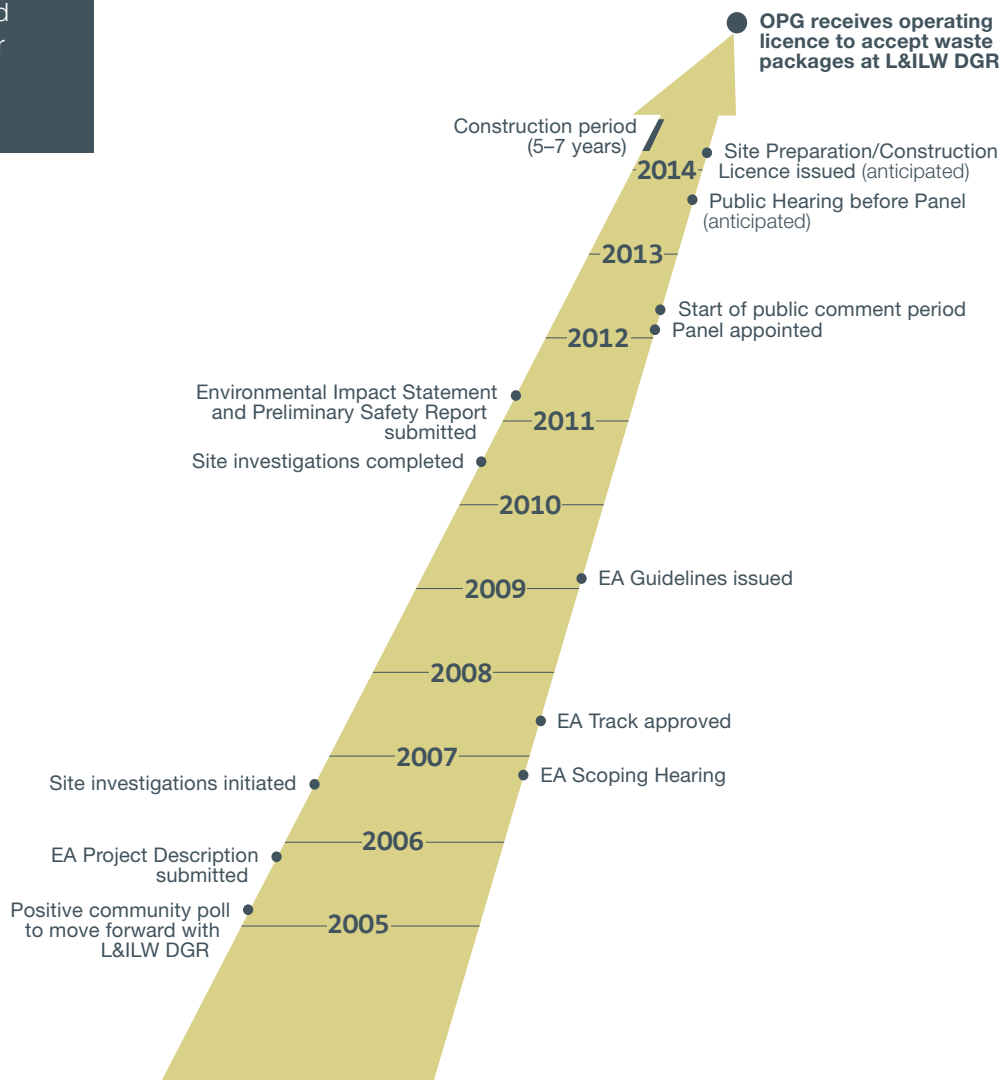 d
r
OPG receives operating
licence to accept waste
packages at L&ILW DGR
Construction period
(5–7 years)
2014
Site Preparation/Construction
Licence issued (anticipated)
Public Hearing before Panel
(anticipated)
2013
Start of public comment period
Panel appointed
2012
Environmental Impact Statement
and Preliminary Safety Report
submitted
2011
Site investigations completed
2010
EA Guidelines issued
2009
2008
EA Track approved
2007
EA Scoping Hearing
Site investigations initiated
2006
EA Project Description
submitted
Positive community poll
to move forward with
L&ILW DGR
2005